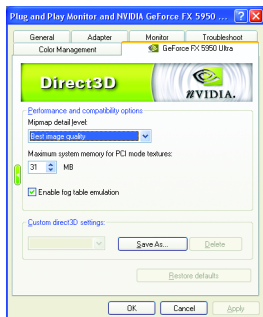 Plug and Play Monitor and NVIDIA GeForce FX 5950 ...
General Adapter Monitor Troubleshoot
Color Management GeForce FX 5950 Ultra
Direct3D
NVIDIA.
Performance and compatibility options
Mipmap detail level:
Best image quality
Maximum system memory for PCI mode textures:
31 MB
Enable fog table emulation
Custom direct3D settings:
Save As... Delete
Restore defaults
OK Cancel Apply